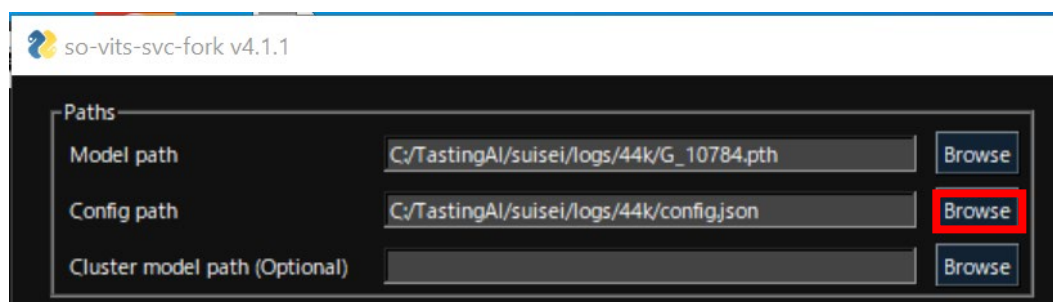 so-vits-svc-fork v4.1.1
Paths
Model path C:/TastingAI/suisei/logs/44k/G_10784.pth Browse
Config path C:/TastingAI/suisei/logs/44k/config.json Browse
Cluster model path (Optional) Browse